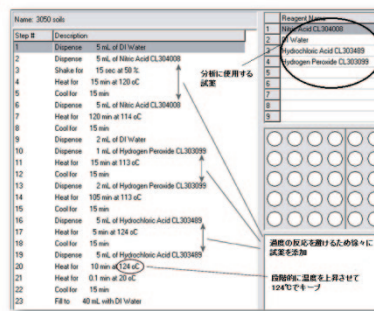 Name: 3050 soils
Step # Description
1 Dispense 5 mL of DI Water
2 Dispense 5 mL of Nitric Acid CL304008
3 Shake for 15 sec at 50 %
4 Heat for 15 min at 120 oC
5 Cool for 15 min
6 Dispense 5 mL of Nitric Acid CL304008
7 Heat for 120 min at 114 oC
8 Cool for 15 min
9 Dispense 2 mL of DI Water
10 Dispense 1 mL of Hydrogen Peroxide CL303099
11 Heat for 15 min at 113 oC
12 Cool for 15 min
13 Dispense 2 mL of Hydrogen Peroxide CL303099
14 Heat for 105 min at 113 oC
15 Cool for 15 min
16 Dispense 5 mL of Hydrochloric Acid CL303489
17 Heat for 5 min at 124 oC
18 Cool for 15 min
19 Dispense 5 mL of Hydrochloric Acid CL303489
20 Heat for 10 min at 124 oC
21 Heat for 0.1 min at 20 oC
22 Cool for 15 min
23 Fill to 40 mL with DI Water
Reagent Name
1 Nitric Acid CL304008
2 DI Water
3 Hydrochloric Acid CL303489
4 Hydrogen Peroxide CL303099
5
6
7
8
9
分析に使用する
試薬
過度の反応を避けるため徐々に
試薬を添加
段階的に温度を上昇させて
124℃でキープ